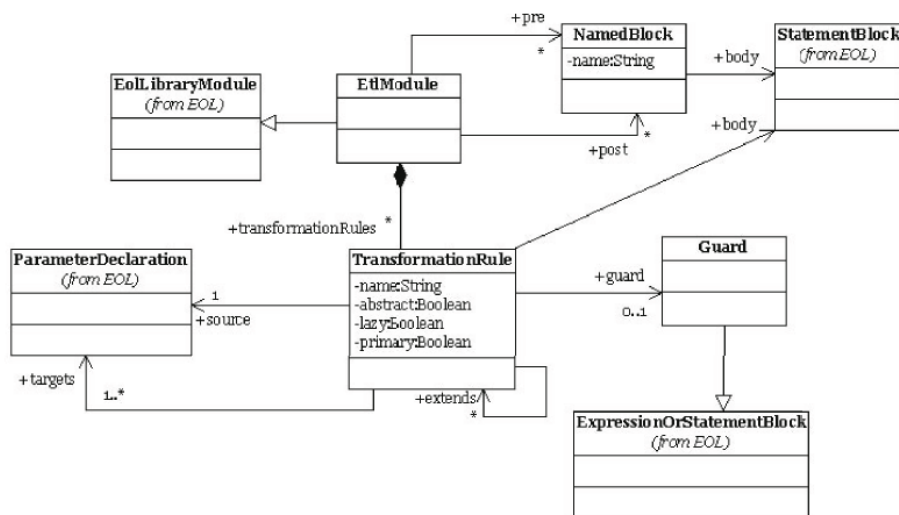 +pre
*
NamedBlock
-name:String
StatementBlock
(from EOL)
+body
EolLibraryModule
(from EOL)
EtlModule
+body
*
+post
+transformationRules
*
ParameterDeclaration
(from EOL)
TransformationRule
-name:String
-abstract:Boolean
-lazy:Boolean
-primary:Boolean
Guard
+guard
0..1
1
+source
+targets
1..*
+extends
*
ExpressionOrStatementBlock
(from EOL)